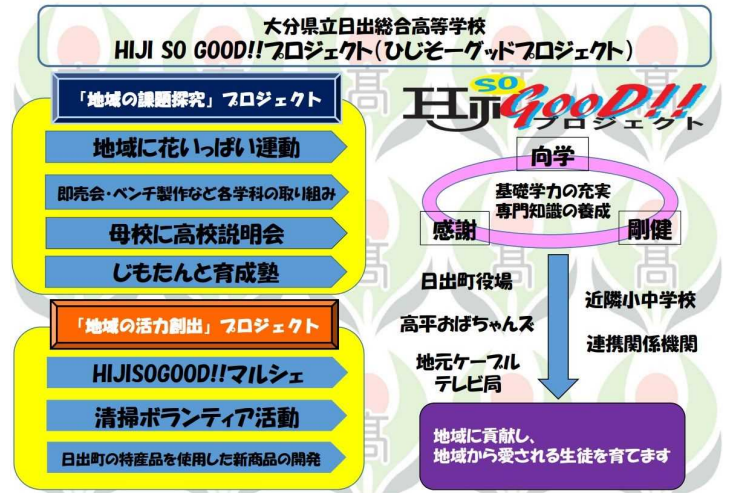 大分県立日出総合高等学校
HIJI SO GOOD!!プロジェクト(ひじそーグッドプロジェクト)
「地域の課題探究」プロジェクト
地域に花いっぱい運動
即売会・ベンチ製作など各学科の取り組み
母校に高校説明会
じもたんと育成塾
「地域の活力創出」プロジェクト
HIJISOGOOD!!マルシェ
清掃ボランティア活動
日出町の特産品を使用した新商品の開発
HIJI SO GOOD!!
プロジェクト
向学
基礎学力の充実
専門知識の養成
感謝
剛健
日出町役場
高平おばちゃんズ
地元ケーブル
テレビ局
近隣小中学校
連携関係機関
地域に貢献し、
地域から愛される生徒を育てます